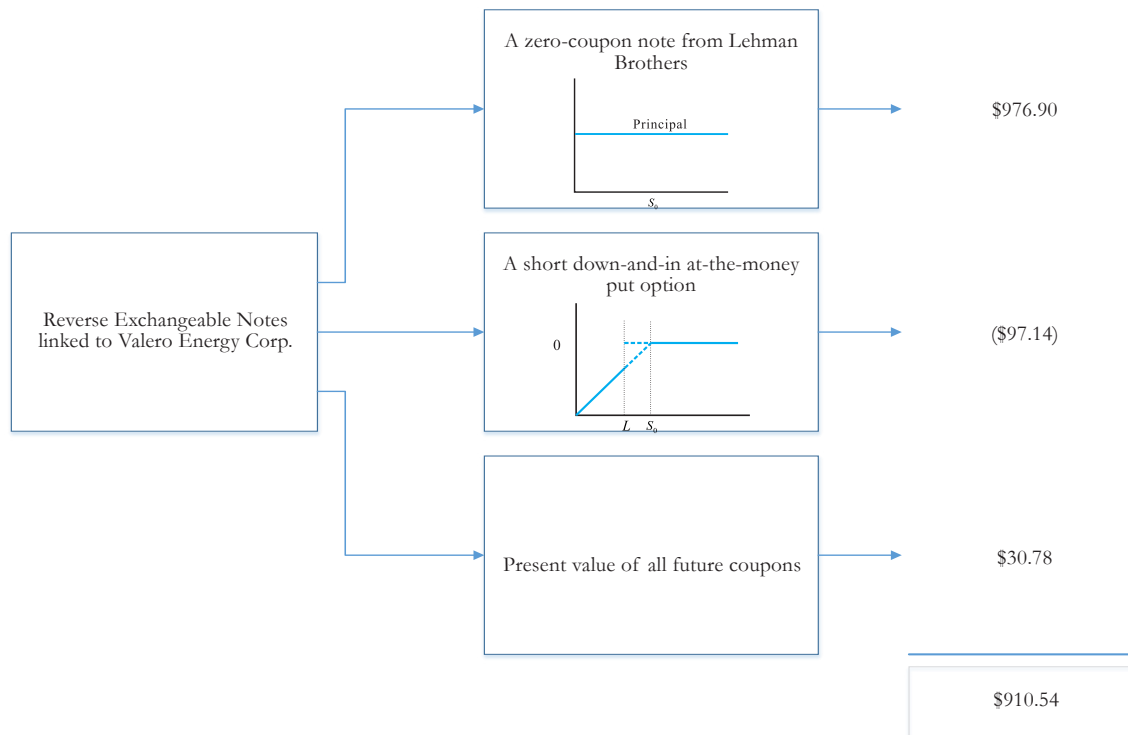 A zero-coupon note from Lehman
Brothers
Principal
S₀
$976.90
Reverse Exchangeable Notes
linked to Valero Energy Corp.
A short down-and-in at-the-money
put option
0
L S₀
($97.14)
Present value of all future coupons
$30.78
$910.54